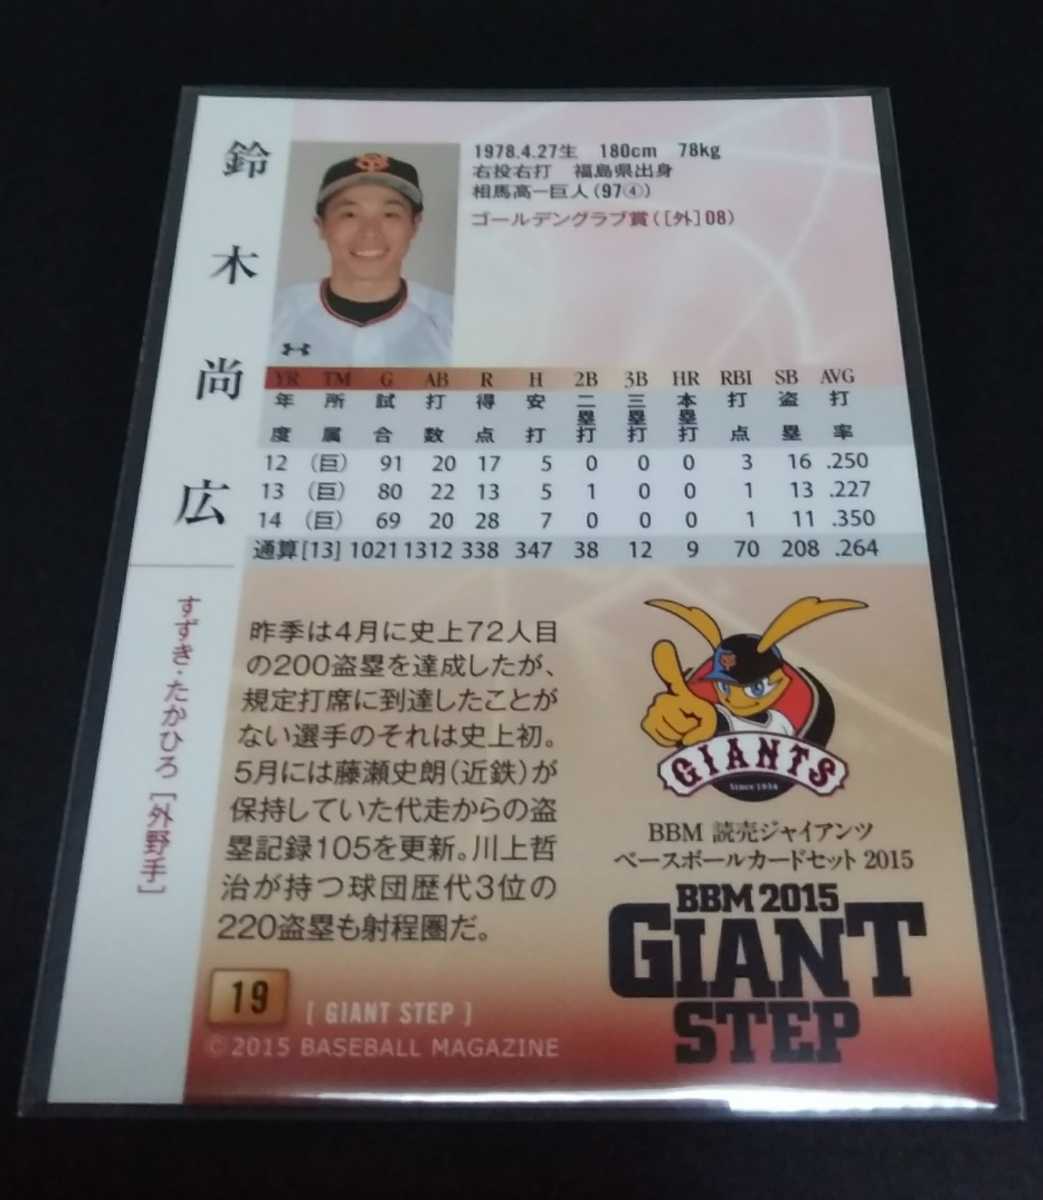 鈴木尚広
すずき・たかひろ [外野手]
1978.4.27生 180cm 78kg
右投右打 福島県出身
相馬高ー巨人(97④)
ゴールデングラブ賞([外]08)
YR TM G AB R H 2B 3B HR RBI SB AVG
年度 所属 試合 打数 得点 安打 二塁打 三塁打 本塁打 打点 盗塁 打率
12 (巨) 91 20 17 5 0 0 0 3 16 .250
13 (巨) 80 22 13 5 1 0 0 1 13 .227
14 (巨) 69 20 28 7 0 0 0 1 11 .350
通算[13] 1021 1312 338 347 38 12 9 70 208 .264
昨季は4月に史上72人目
の200盗塁を達成したが、
規定打席に到達したことが
ない選手のそれは史上初。
5月には藤瀬史朗(近鉄)が
保持していた代走からの盗
塁記録105を更新。川上哲
治が持つ球団歴代3位の
220盗塁も射程圏だ。
GIANTS
Since 1934
BBM 読売ジャイアンツ
ベースボールカードセット 2015
BBM 2015
GIANT
STEP
19 [ GIANT STEP ]
©2015 BASEBALL MAGAZINE